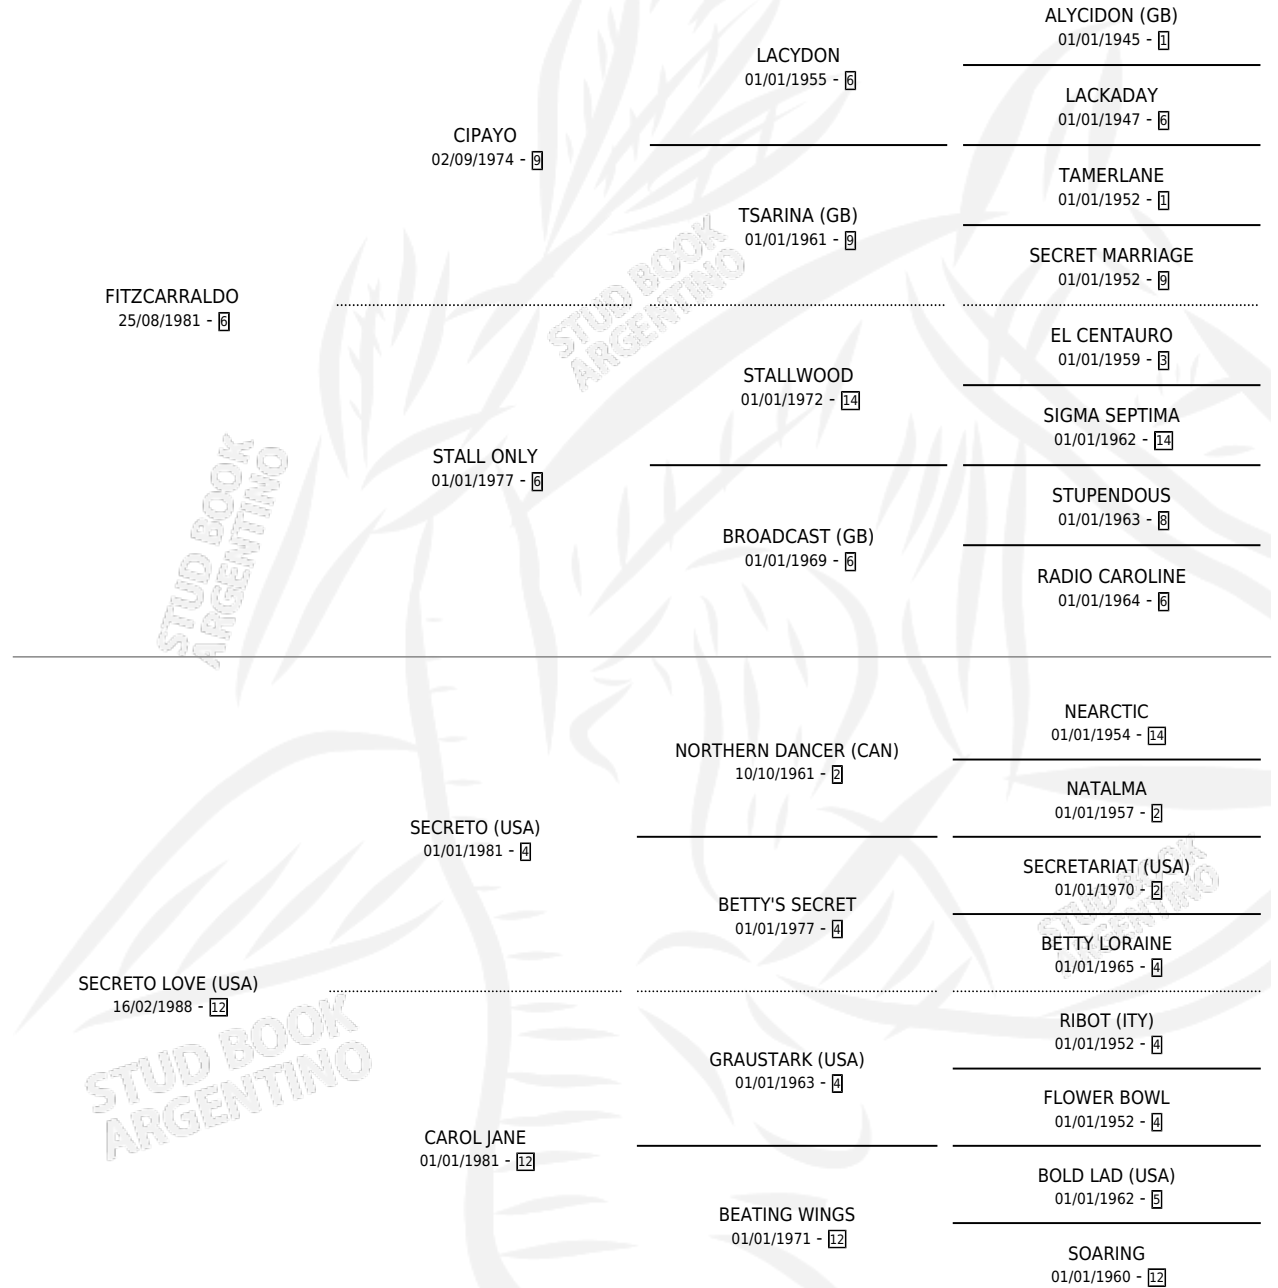 ALYCIDON (GB)
01/01/1945 - 1
LACYDON
01/01/1955 - 6
LACKADAY
01/01/1947 - 6
CIPAYO
02/09/1974 - 9
TAMERLANE
01/01/1952 - 1
TSARINA (GB)
01/01/1961 - 9
SECRET MARRIAGE
01/01/1952 - 9
FITZCARRALDO
25/08/1981 - 6
EL CENTAURO
01/01/1959 - 3
STALLWOOD
01/01/1972 - 14
SIGMA SEPTIMA
01/01/1962 - 14
STALL ONLY
01/01/1977 - 6
STUPENDOUS
01/01/1963 - 8
BROADCAST (GB)
01/01/1969 - 6
RADIO CAROLINE
01/01/1964 - 6
STUD BOOK
ARGENTINO
STUD BOOK
ARGENTINO
NEARCTIC
01/01/1954 - 14
NORTHERN DANCER (CAN)
10/10/1961 - 2
NATALMA
01/01/1957 - 2
SECRETO (USA)
01/01/1981 - 4
SECRETARIAT (USA)
01/01/1970 - 2
BETTY'S SECRET
01/01/1977 - 4
BETTY LORAINE
01/01/1965 - 4
SECRETO LOVE (USA)
16/02/1988 - 12
RIBOT (ITY)
01/01/1952 - 4
GRAUSTARK (USA)
01/01/1963 - 4
FLOWER BOWL
01/01/1952 - 4
CAROL JANE
01/01/1981 - 12
BOLD LAD (USA)
01/01/1962 - 5
BEATING WINGS
01/01/1971 - 12
SOARING
01/01/1960 - 12
STUD BOOK
ARGENTINO
STUD BOOK
ARGENTINO